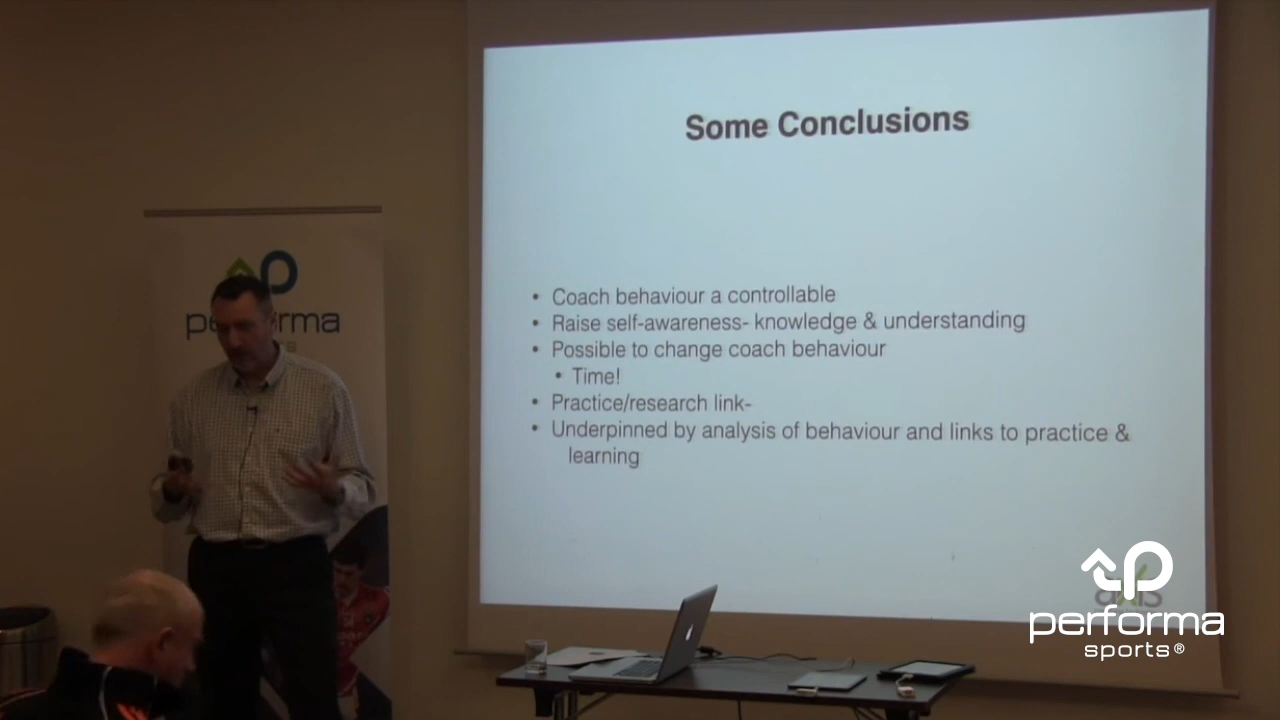 Some Conclusions
• Coach behaviour a controllable
• Raise self-awareness- knowledge & understanding
• Possible to change coach behaviour
• Time!
• Practice/research link-
• Underpinned by analysis of behaviour and links to practice &
learning
axis
performa
sports®